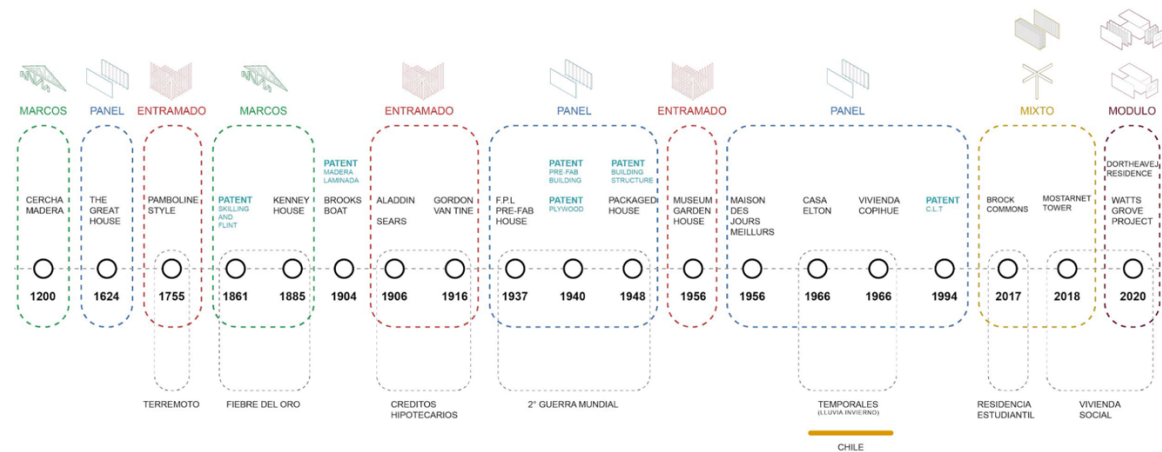 MARCOS
PANEL
ENTRAMADO
MARCOS
ENTRAMADO
PANEL
ENTRAMADO
PANEL
MIXTO
MODULO
CERCHA
MADERA
THE
GREAT
HOUSE
PAMBOLINE
STYLE
PATENT
SKILLING
AND
FLINT
KENNEY
HOUSE
PATENT
MADERA
LAMINADA
BROOKS
BOAT
ALADDIN
SEARS
GORDON
VAN TINE
F.P.L
PRE-FAB
HOUSE
PATENT
PRE-FAB
BUILDING
PATENT
PLYWOOD
PATENT
BUILDING
STRUCTURE
PACKAGED
HOUSE
MUSEUM
GARDEN
HOUSE
MAISON
DES
JOURS
MEILLURS
CASA
ELTON
VIVIENDA
COPIHUE
PATENT
C.L.T
BROCK
COMMONS
MOSTARNET
TOWER
DORTHEAVEJ
RESIDENCE
WATTS
GROVE
PROJECT
1200
1624
1755
1861
1885
1904
1906
1916
1937
1940
1948
1956
1956
1966
1966
1994
2017
2018
2020
TERREMOTO
FIEBRE DEL ORO
CREDITOS
HIPOTECARIOS
2° GUERRA MUNDIAL
TEMPORALES
(LLUVIA INVIERNO)
CHILE
RESIDENCIA
ESTUDIANTIL
VIVIENDA
SOCIAL